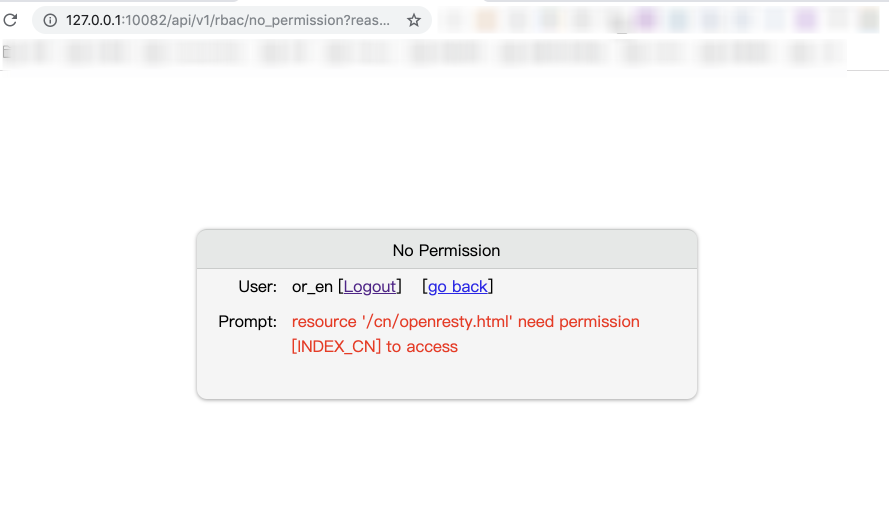 127.0.0.1:10082/api/v1/rbac/no_permission?reas...
No Permission
User: or_en [Logout] [go back]
Prompt: resource '/cn/openresty.html' need permission
[INDEX_CN] to access